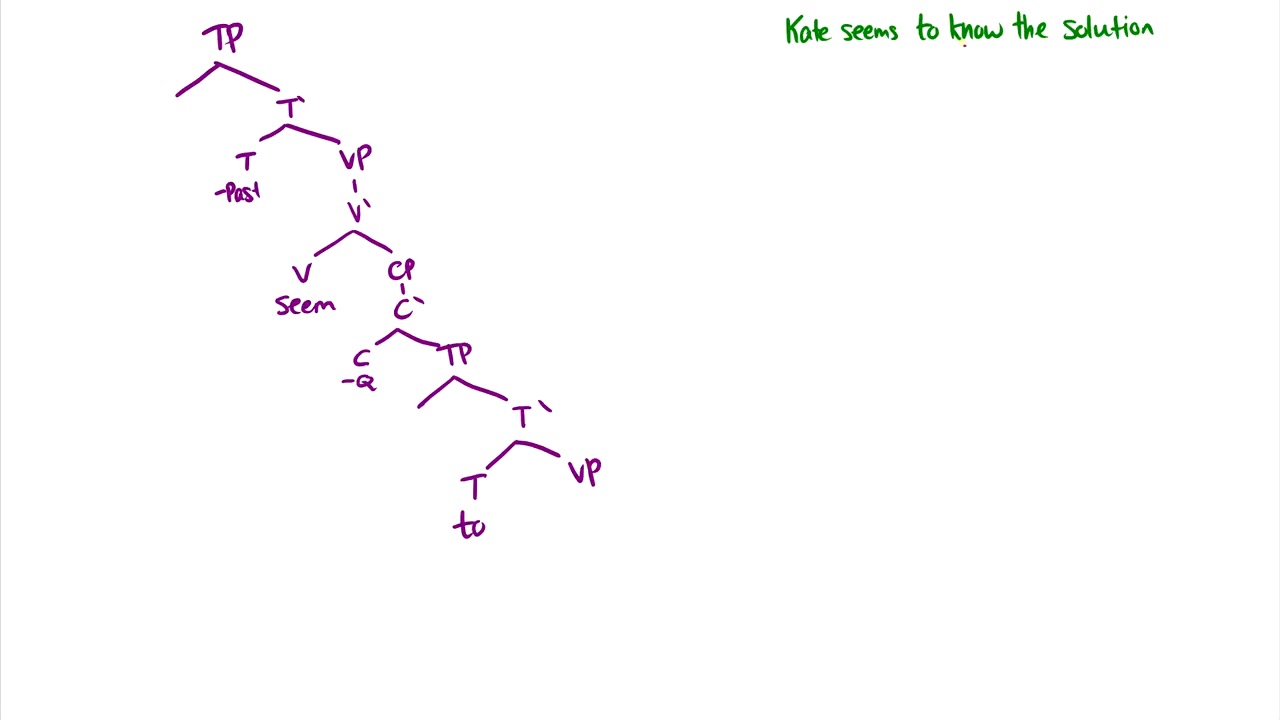 TP
Kate seems to know the solution
T`
T
VP
-Past
V`
V
CP
seem
C`
C
TP
-Q
T`
T
VP
to